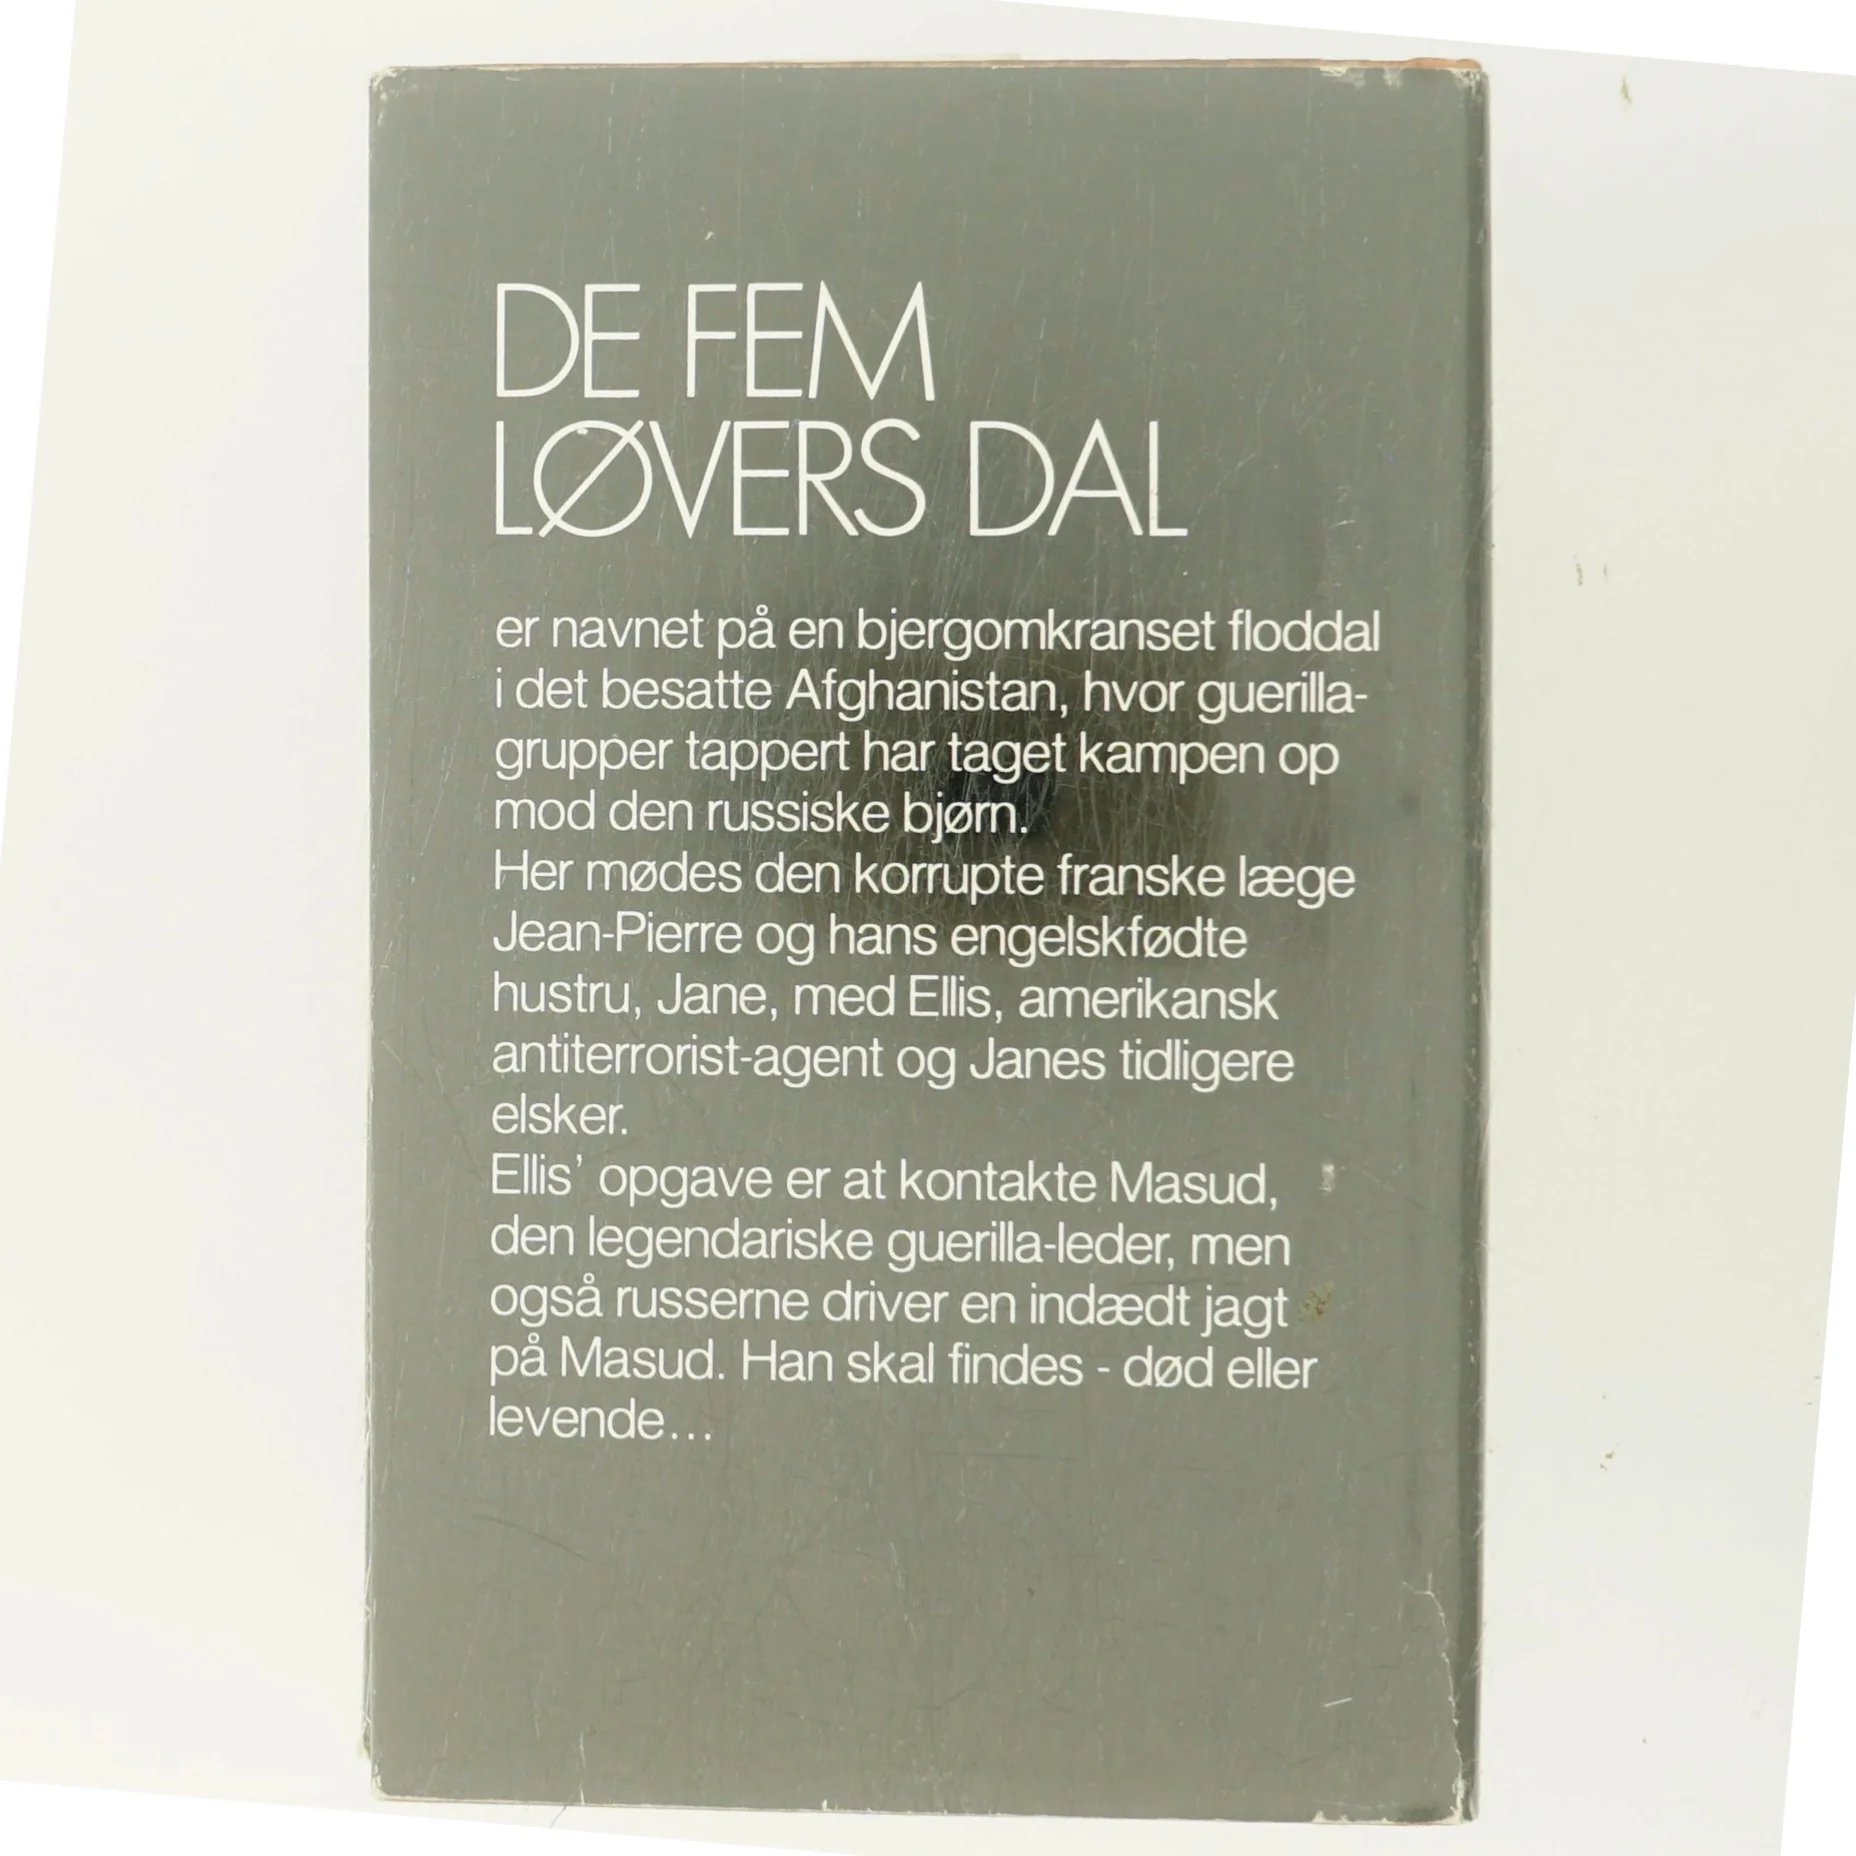 DE FEM
LØVERS DAL
er navnet på en bjergomkranset floddal
i det besatte Afghanistan, hvor guerilla-
grupper tappert har taget kampen op
mod den russiske bjørn.
Her mødes den korrupte franske læge
Jean-Pierre og hans engelskfødte
hustru, Jane, med Ellis, amerikansk
antiterrorist-agent og Janes tidligere
elsker.
Ellis’ opgave er at kontakte Masud,
den legendariske guerilla-leder, men
også russerne driver en indædt jagt
på Masud. Han skal findes - død eller
levende...